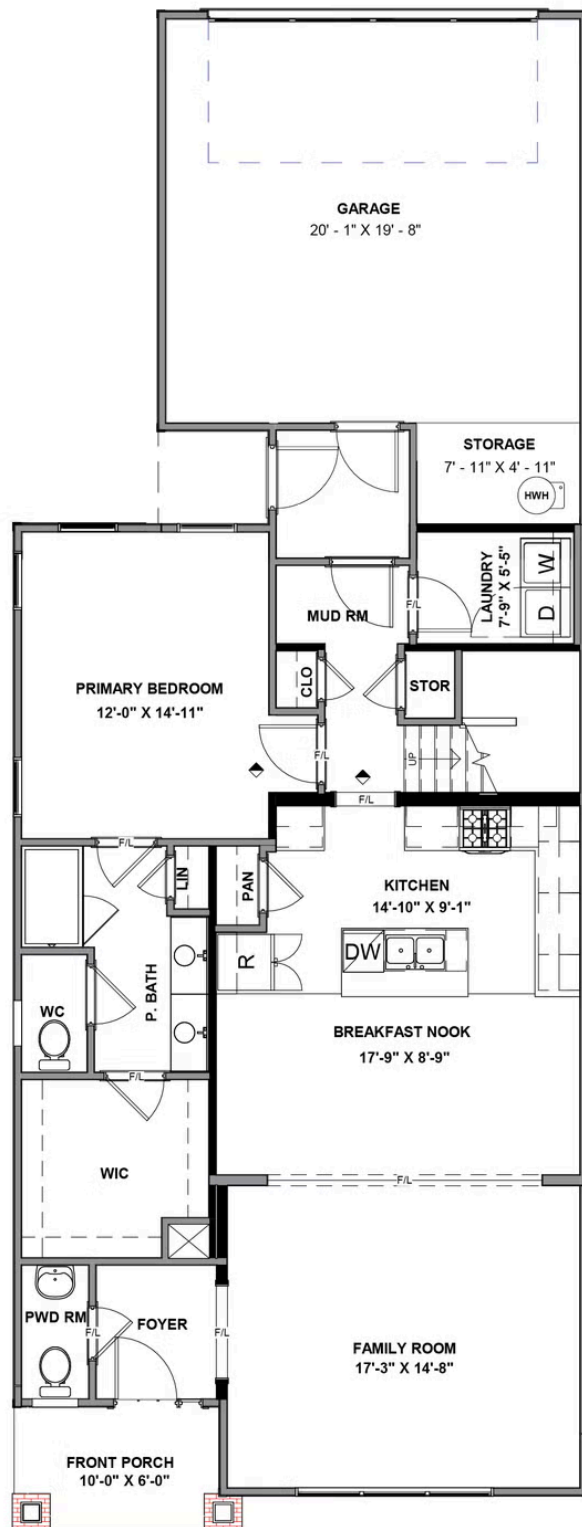 GARAGE
20' - 1" X 19' - 8"
STORAGE
7' - 11" X 4' - 11"
HWH
LAUNDRY
7'-9" X 5'-5"
W
D
F/L
MUD RM
CLO
STOR
PRIMARY BEDROOM
12'-0" X 14'-11"
F/L
UP
F/L
F/L
LIN
PAN
KITCHEN
14'-10" X 9'-1"
R
DW
P. BATH
WC
BREAKFAST NOOK
17'-9" X 8'-9"
F/L
WIC
F/L
PWD RM
F/L
FOYER
F/L
FAMILY ROOM
17'-3" X 14'-8"
FRONT PORCH
10'-0" X 6'-0"